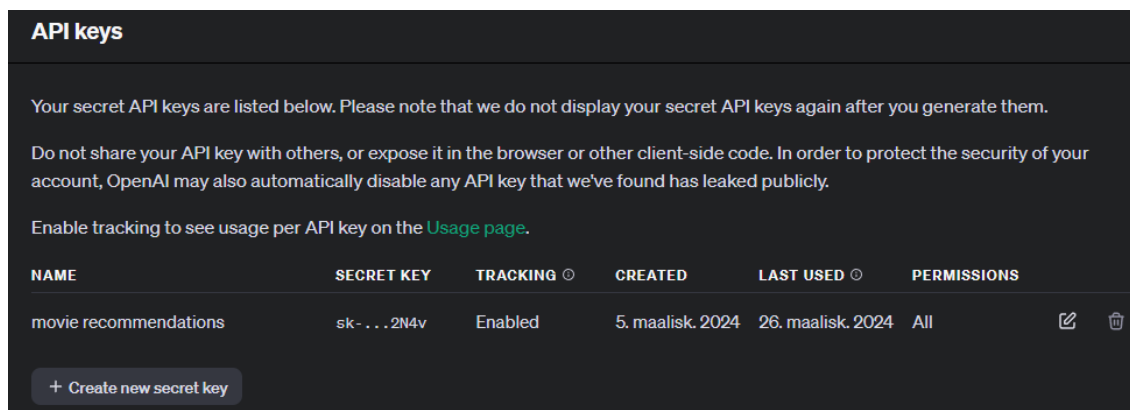 API keys
Your secret API keys are listed below. Please note that we do not display your secret API keys again after you generate them.
Do not share your API key with others, or expose it in the browser or other client-side code. In order to protect the security of your
account, OpenAI may also automatically disable any API key that we've found has leaked publicly.
Enable tracking to see usage per API key on the Usage page.
NAME SECRET KEY TRACKING CREATED LAST USED PERMISSIONS
movie recommendations sk-...2N4v Enabled 5. maalisk. 2024 26. maalisk. 2024 All
+ Create new secret key